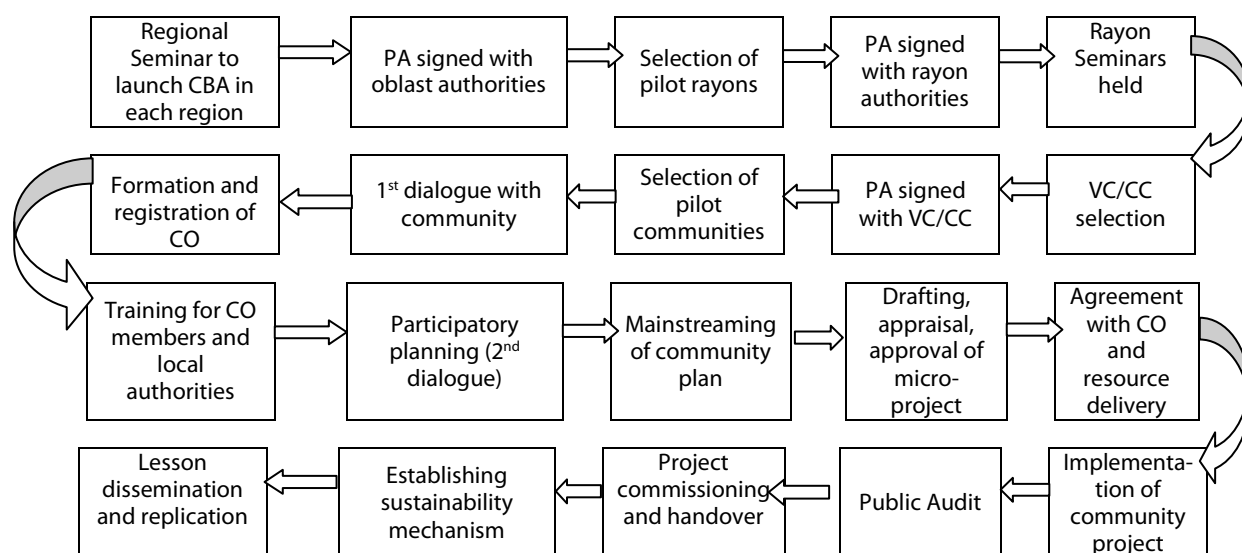 Regional
Seminar to
launch CBA in
each region
PA signed with
oblast authorities
Selection of
pilot rayons
PA signed
with rayon
authorities
Rayon
Seminars
held
VC/CC
selection
PA signed
with VC/CC
Selection of
pilot
communities
1st dialogue with
community
Formation and
registration of
CO
Training for CO
members and
local
authorities
Participatory
planning (2nd
dialogue)
Mainstreaming
of community
plan
Drafting,
appraisal,
approval of
micro-
project
Agreement
with CO
and
resource
delivery
Implementa-
tion of
community
project
Public Audit
Project
commissioning
and handover
Establishing
sustainability
mechanism
Lesson
dissemination
and replication